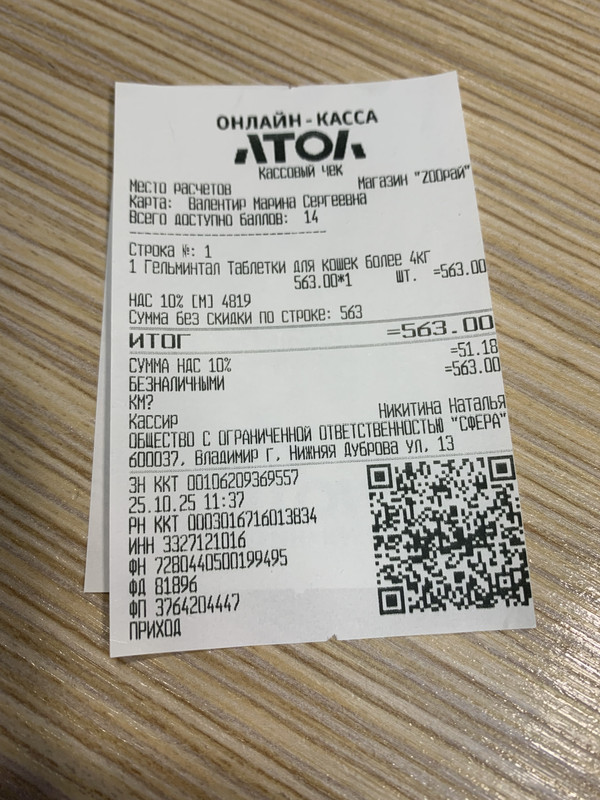 ОНЛАЙН-КАССА
АТОЛ
КАССОВЫЙ ЧЕК
Место расчетов Магазин "ZOOрай"
Карта: Валентир Марина Сергеевна
Всего доступно баллов: 14
Строка №: 1
1 Гельминтал Таблетки для кошек более 4кг
563.00*1 шт. =563.00
НДС 10% [М] 4819
Сумма без скидки по строке: 563
ИТОГ =563.00
СУММА НДС 10% =51.18
БЕЗНАЛИЧНЫМИ =563.00
КМ?
Кассир Никитина Наталья
ОБЩЕСТВО С ОГРАНИЧЕННОЙ ОТВЕТСТВЕННОСТЬЮ "СФЕРА"
600037, Владимир г, Нижняя Дуброва ул, 13
ЗН ККТ 00106209369557
25.10.25 11:37
РН ККТ 0003016716013834
ИНН 3327121016
ФН 7280440500199495
ФД 81896
ФП 3764204447
ПРИХОД